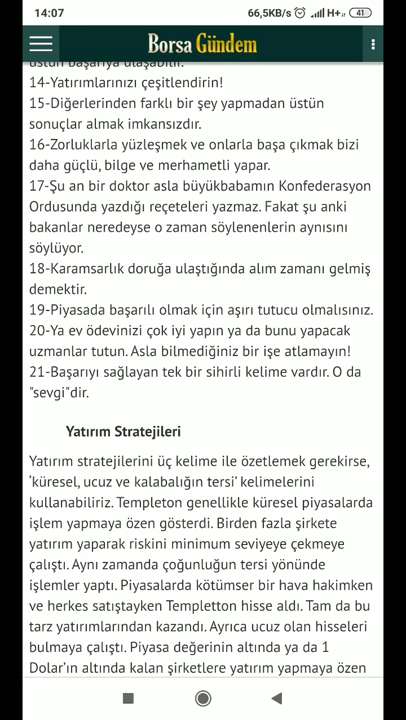 14:07
66,5KB/s
H+
41
Borsa Gündem
üstün başarıya ulaşabilir.
14-Yatırımlarınızı çeşitlendirin!
15-Diğerlerinden farklı bir şey yapmadan üstün
sonuçlar almak imkansızdır.
16-Zorluklarla yüzleşmek ve onlarla başa çıkmak bizi
daha güçlü, bilge ve merhametli yapar.
17-Şu an bir doktor asla büyükbabamın Konfederasyon
Ordusunda yazdığı reçeteleri yazmaz. Fakat şu anki
bakanlar neredeyse o zaman söylenenlerin aynısını
söylüyor.
18-Karamsarlık doruğa ulaştığında alım zamanı gelmiş
demektir.
19-Piyasada başarılı olmak için aşırı tutucu olmalısınız.
20-Ya ev ödevinizi çok iyi yapın ya da bunu yapacak
uzmanlar tutun. Asla bilmediğiniz bir işe atlamayın!
21-Başarıyı sağlayan tek bir sihirli kelime vardır. O da
"sevgi"dir.
Yatırım Stratejileri
Yatırım stratejilerini üç kelime ile özetlemek gerekirse,
‘küresel, ucuz ve kalabalığın tersi’ kelimelerini
kullanabiliriz. Templeton genellikle küresel piyasalarda
işlem yapmaya özen gösterdi. Birden fazla şirkete
yatırım yaparak riskini minimum seviyeye çekmeye
çalıştı. Aynı zamanda çoğunluğun tersi yönünde
işlemler yaptı. Piyasalarda kötümser bir hava hakimken
ve herkes satıştayken Templetton hisse aldı. Tam da bu
tarz yatırımlarından kazandı. Ayrıca ucuz olan hisseleri
bulmaya çalıştı. Piyasa değerinin altında ya da 1
Dolar’ın altında kalan şirketlere yatırım yapmaya özen